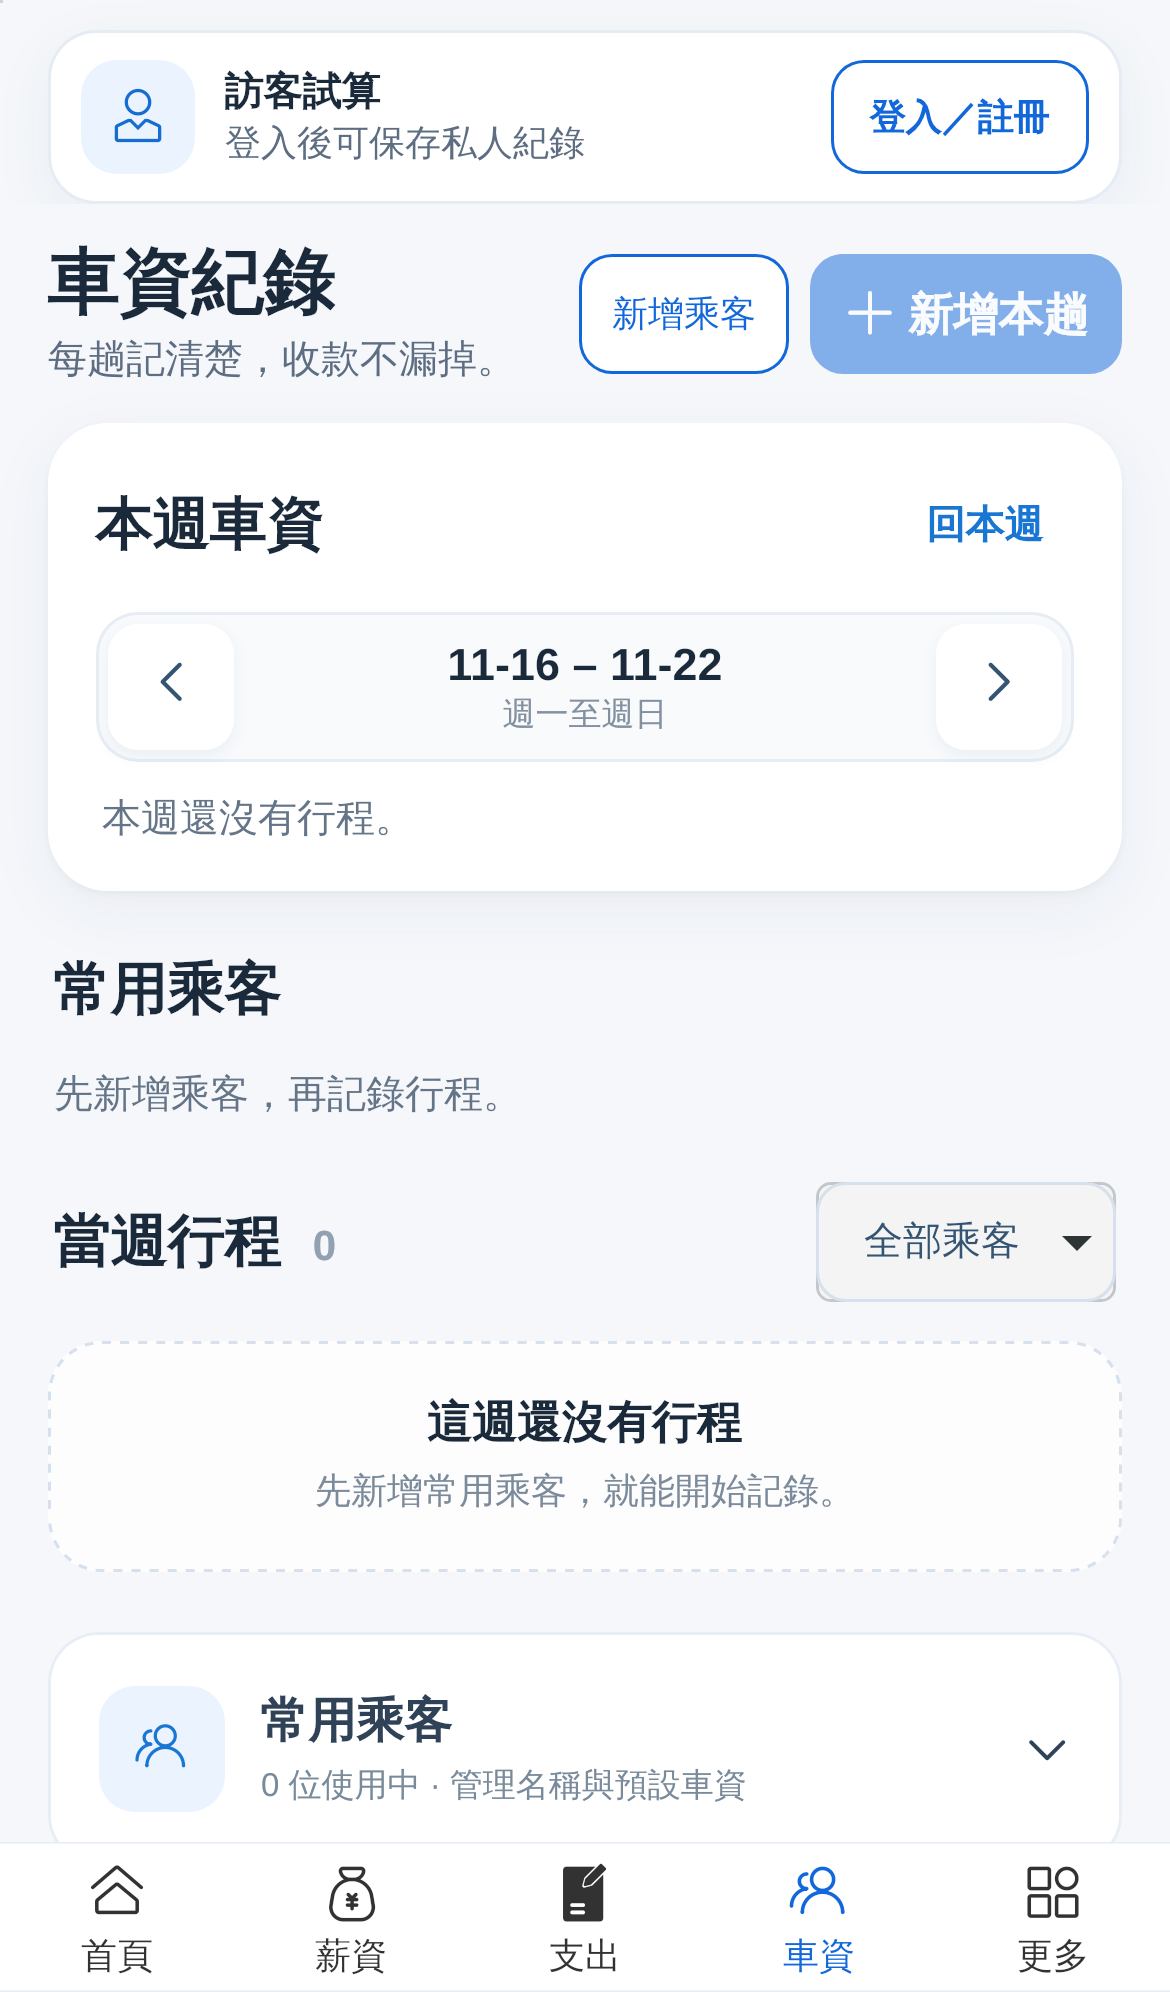 訪客試算
登入後可保存私人紀錄
登入／註冊
車資紀錄
每趟記清楚，收款不漏掉。
新增乘客
新增本趟
本週車資
回本週
11-16 – 11-22
週一至週日
本週還沒有行程。
常用乘客
先新增乘客，再記錄行程。
當週行程 0
全部乘客
這週還沒有行程
先新增常用乘客，就能開始記錄。
常用乘客
0 位使用中 · 管理名稱與預設車資
首頁
薪資
支出
車資
更多